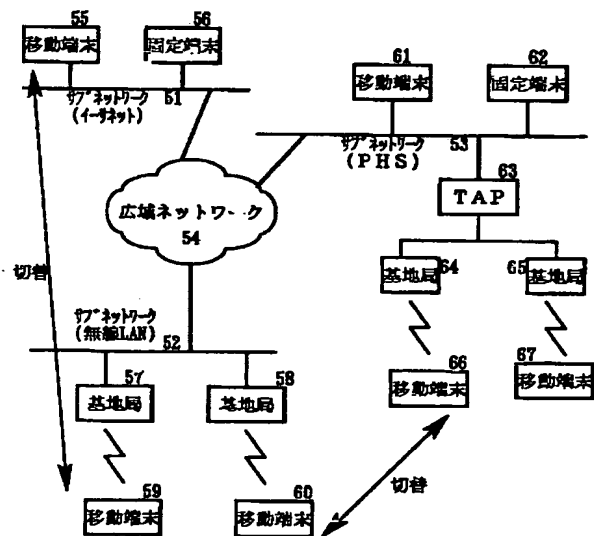 55
移動端末
56
固定端末
サブネットワーク 51
(イーサネット)
61
移動端末
62
固定端末
サブネットワーク 53
(PHS)
63
TAP
広域ネットワーク
54
64
基地局
65
基地局
切替
サブネットワーク
(無線LAN) 52
57
基地局
58
基地局
66
移動端末
67
移動端末
切替
59
移動端末
60
移動端末